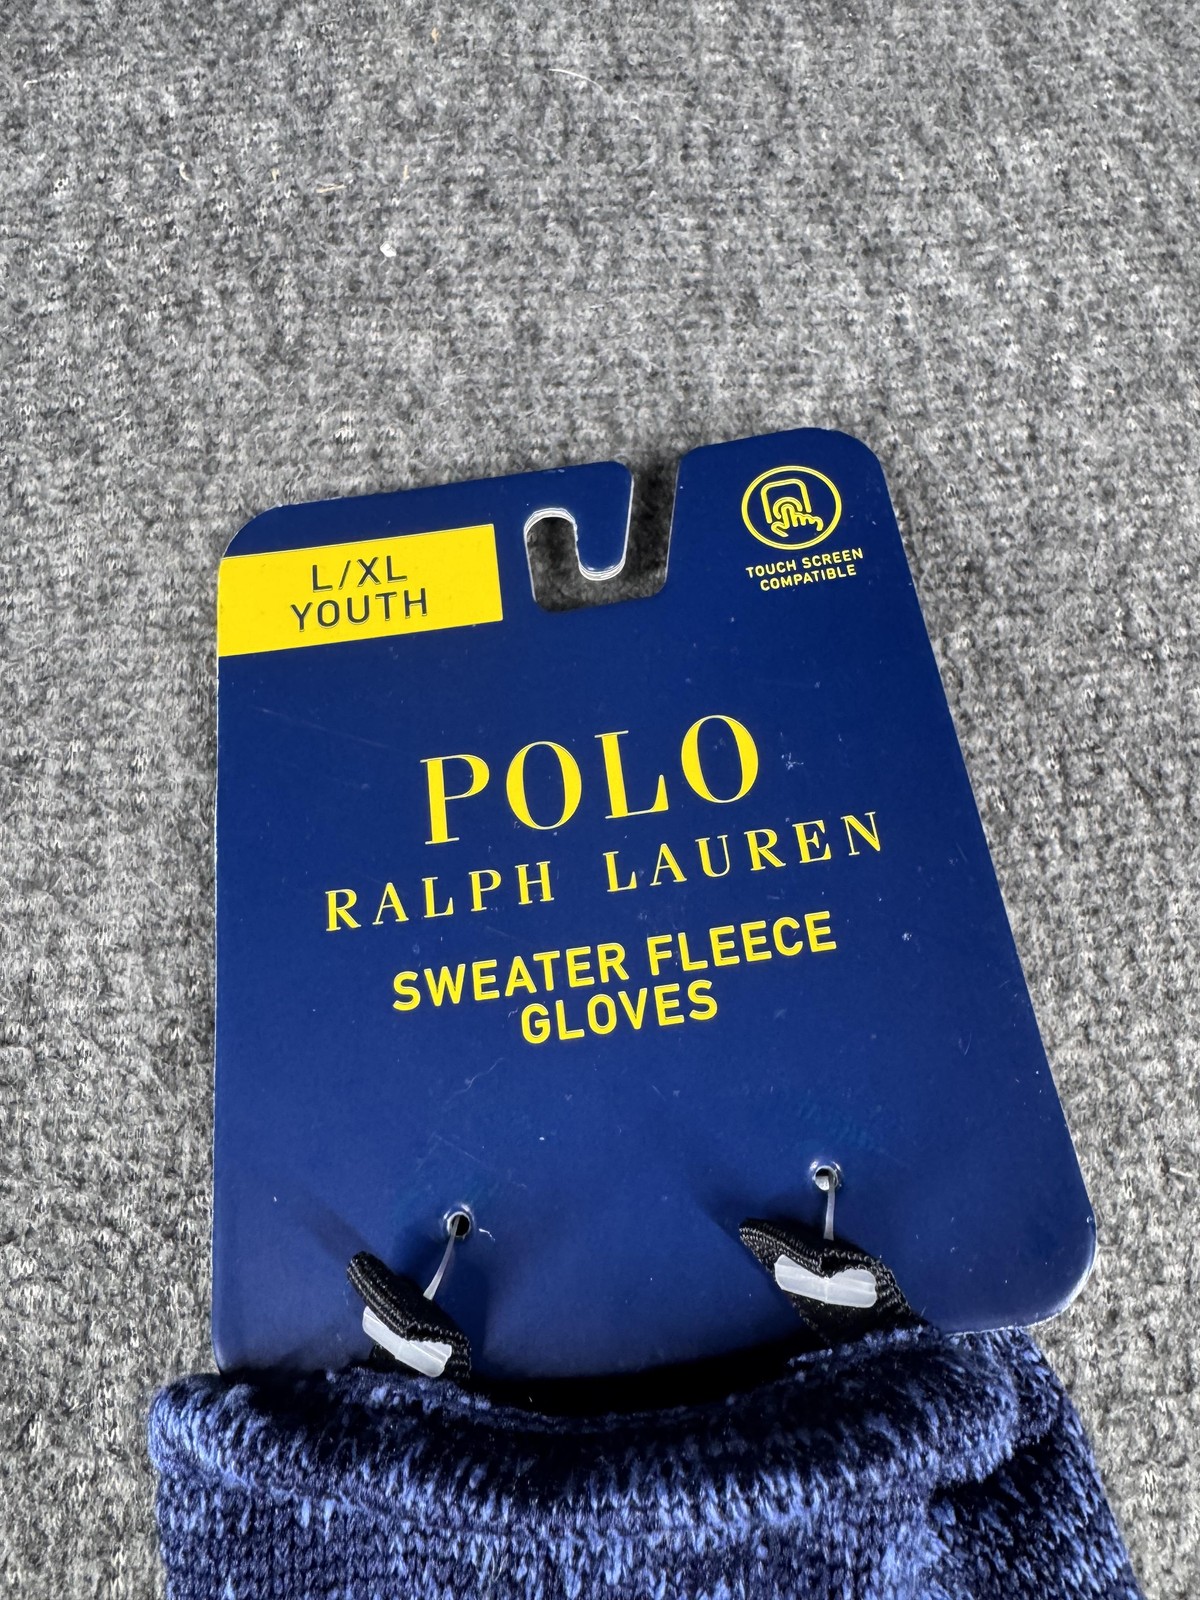 L/XL
YOUTH
TOUCH SCREEN
COMPATIBLE
POLO
RALPH LAUREN
SWEATER FLEECE
GLOVES